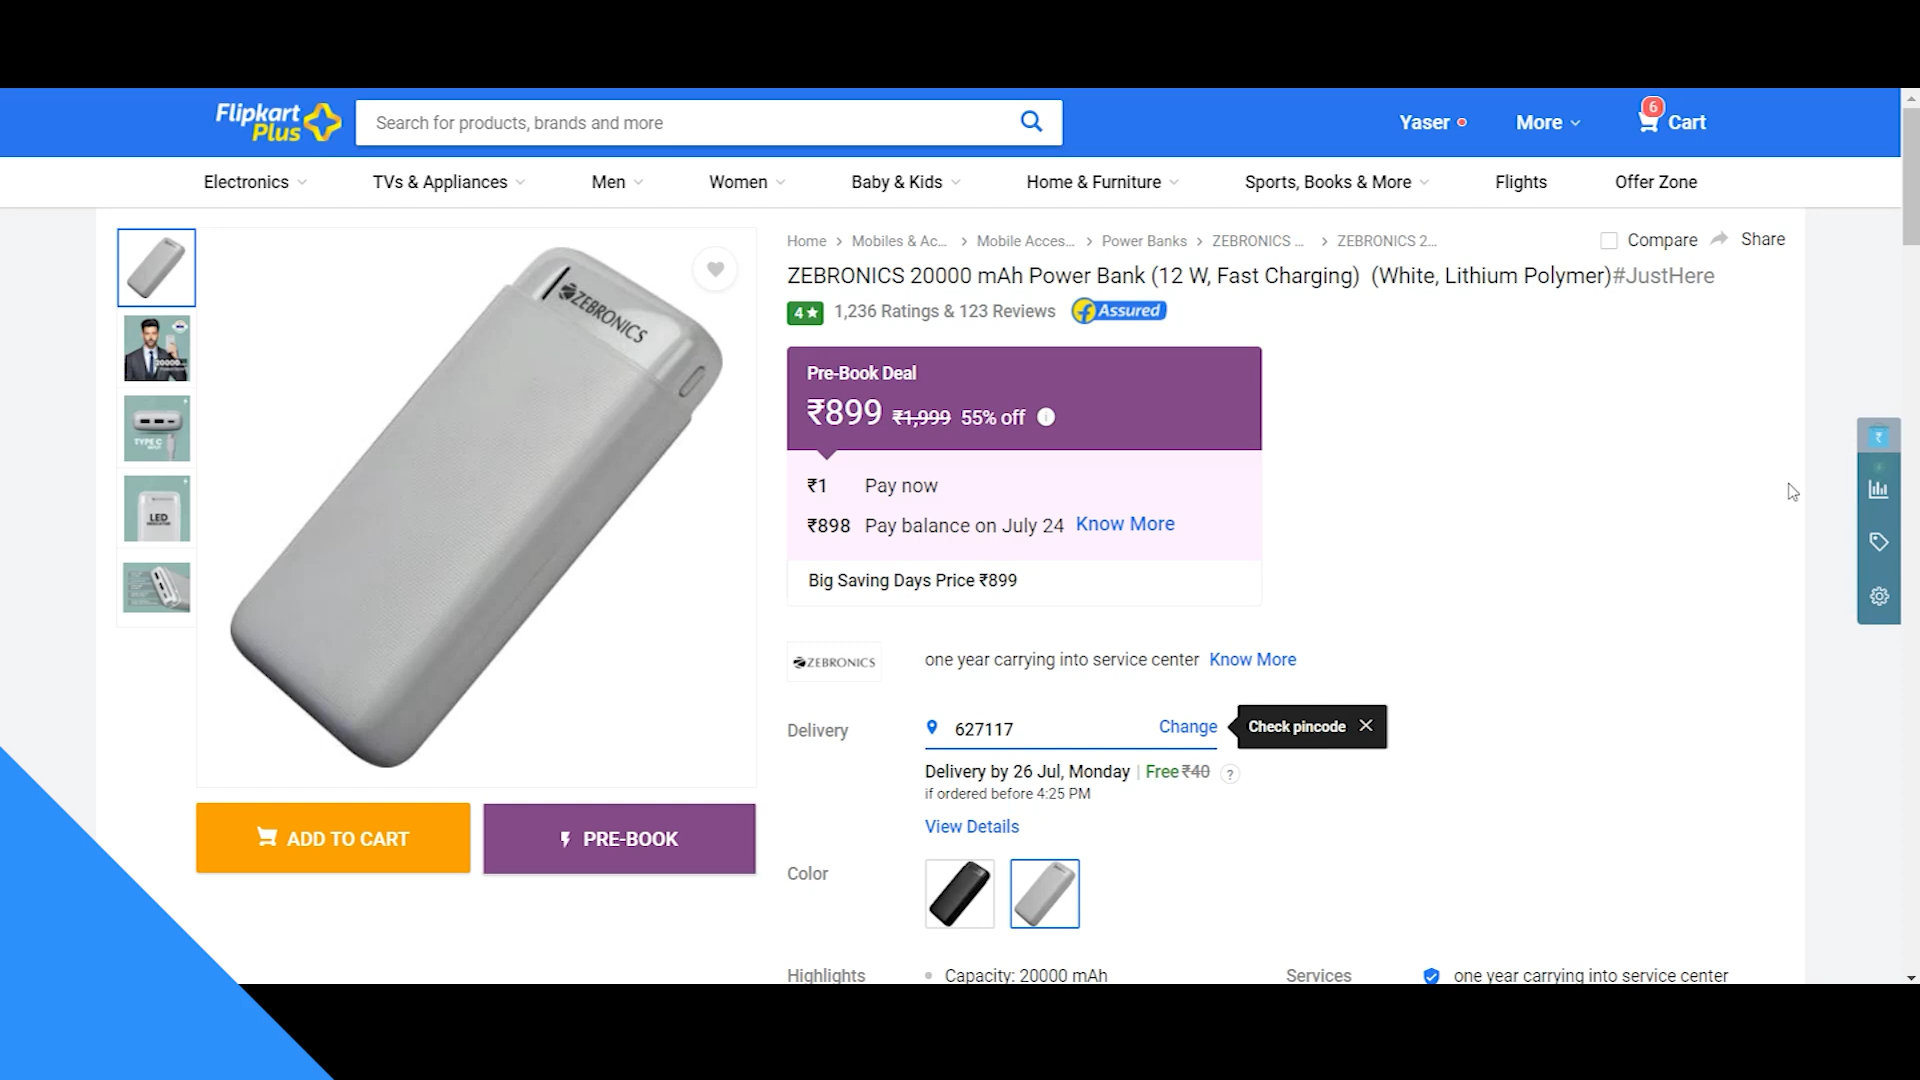 Flipkart
Plus
Search for products, brands and more
Yaser
More
6
Cart
Electronics
TVs & Appliances
Men
Women
Baby & Kids
Home & Furniture
Sports, Books & More
Flights
Offer Zone
Home
Mobiles & Ac...
Mobile Acces...
Power Banks
ZEBRONICS ...
ZEBRONICS 2...
Compare
Share
ZEBRONICS 20000 mAh Power Bank (12 W, Fast Charging) (White, Lithium Polymer)#JustHere
4★ 1,236 Ratings & 123 Reviews Assured
ZEBRONICS
20000
TYPE C
LED
INDICATOR
Pre-Book Deal
₹899 ₹1,999 55% off
₹1 Pay now
₹898 Pay balance on July 24 Know More
Big Saving Days Price ₹899
ZEBRONICS
one year carrying into service center Know More
Delivery
627117
Change
Check pincode
Delivery by 26 Jul, Monday | Free ₹40 ?
if ordered before 4:25 PM
View Details
ADD TO CART
PRE-BOOK
Color
Highlights
Capacity: 20000 mAh
Services
one year carrying into service center
₹